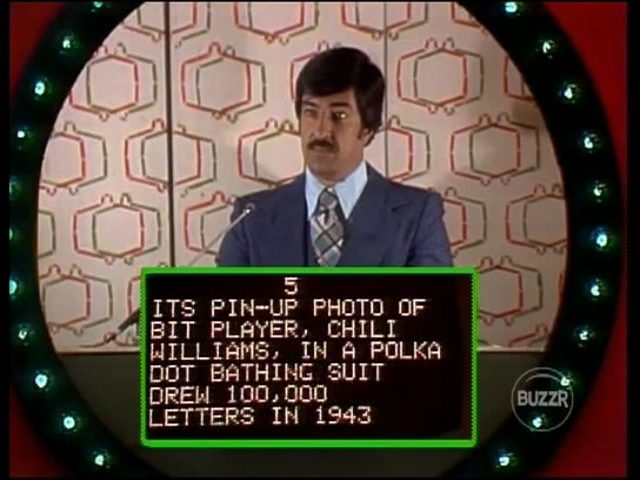 5
ITS PIN-UP PHOTO OF
BIT PLAYER, CHILI
WILLIAMS, IN A POLKA
DOT BATHING SUIT
DREW 100,000
LETTERS IN 1943
BUZZR